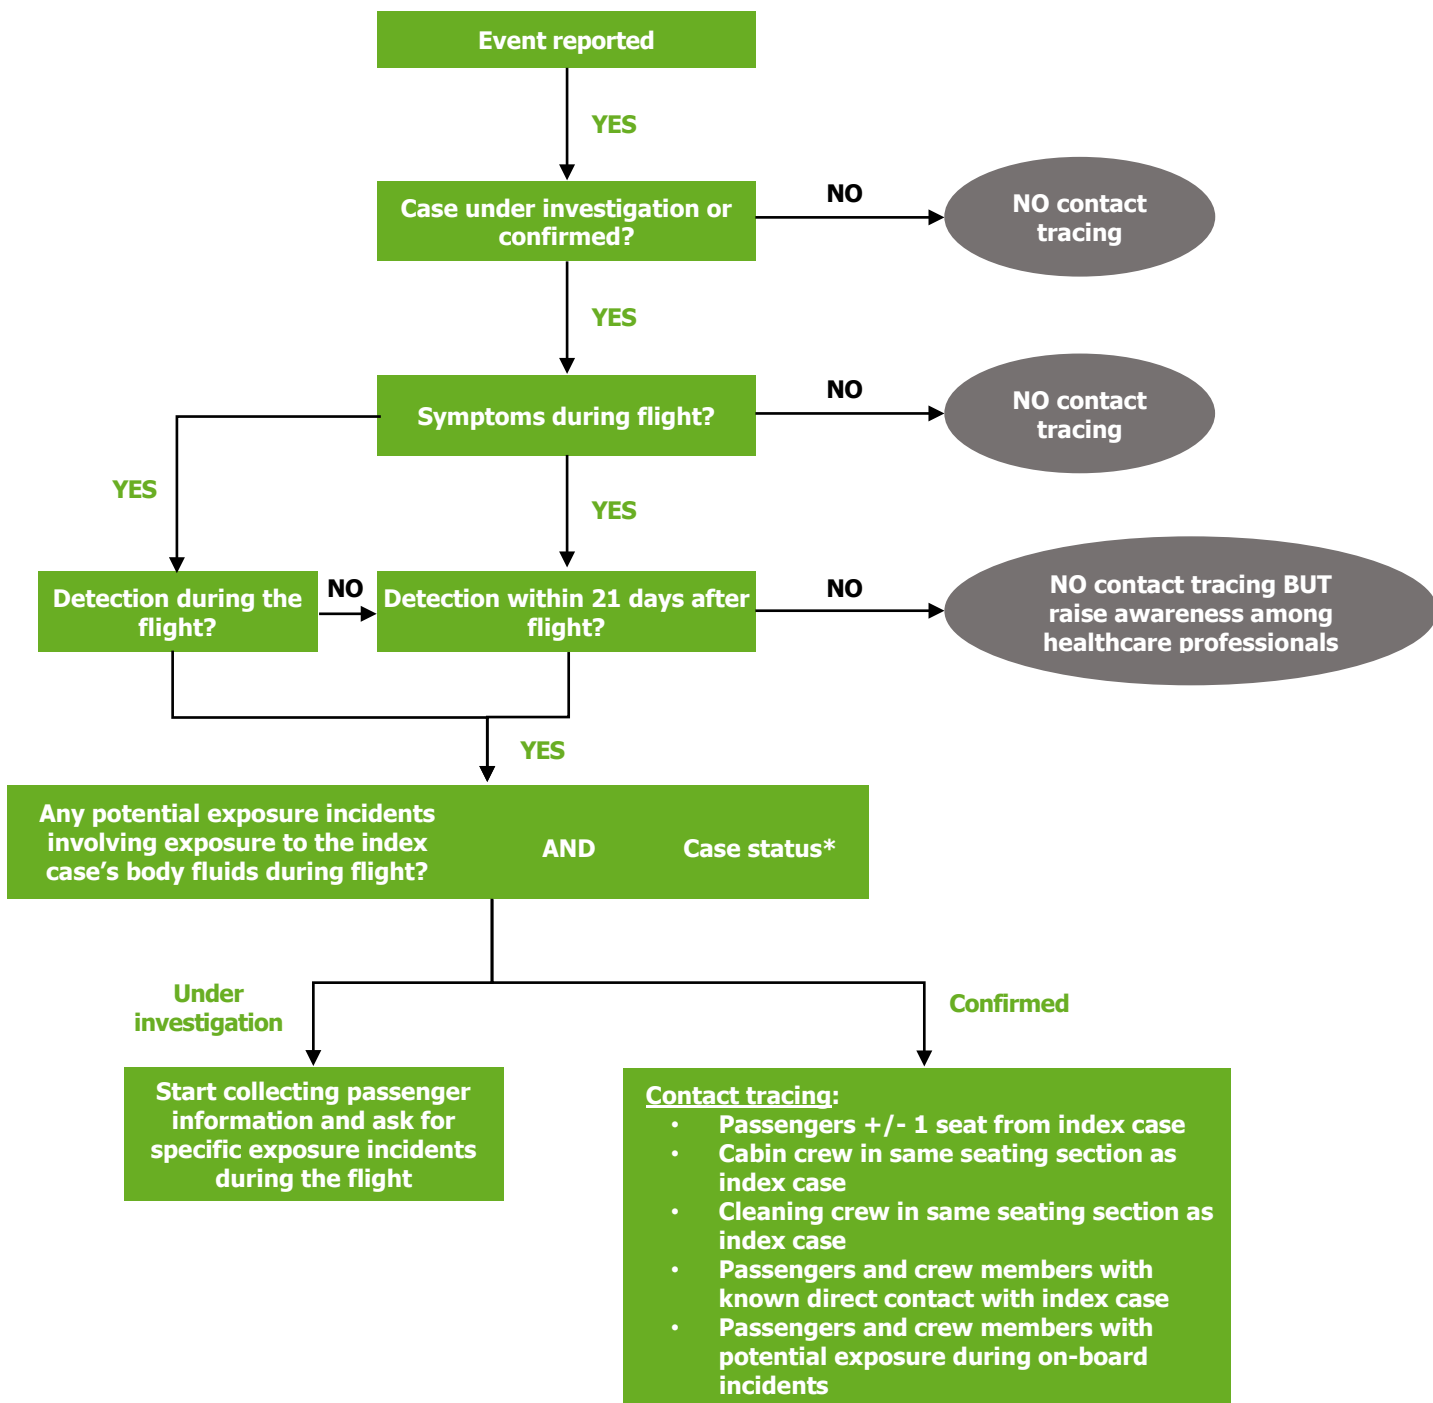 Event reported
YES
Case under investigation or
confirmed?
NO
NO contact
tracing
YES
Symptoms during flight?
NO
NO contact
tracing
YES
YES
Detection during the
flight?
NO
Detection within 21 days after
flight?
NO
NO contact tracing BUT
raise awareness among
healthcare professionals
YES
Any potential exposure incidents
involving exposure to the index
case's body fluids during flight?
AND
Case status*
Under
investigation
Confirmed
Start collecting passenger
information and ask for
specific exposure incidents
during the flight
Contact tracing:
• Passengers +/- 1 seat from index case
• Cabin crew in same seating section as
index case
• Cleaning crew in same seating section as
index case
• Passengers and crew members with
known direct contact with index case
• Passengers and crew members with
potential exposure during on-board
incidents